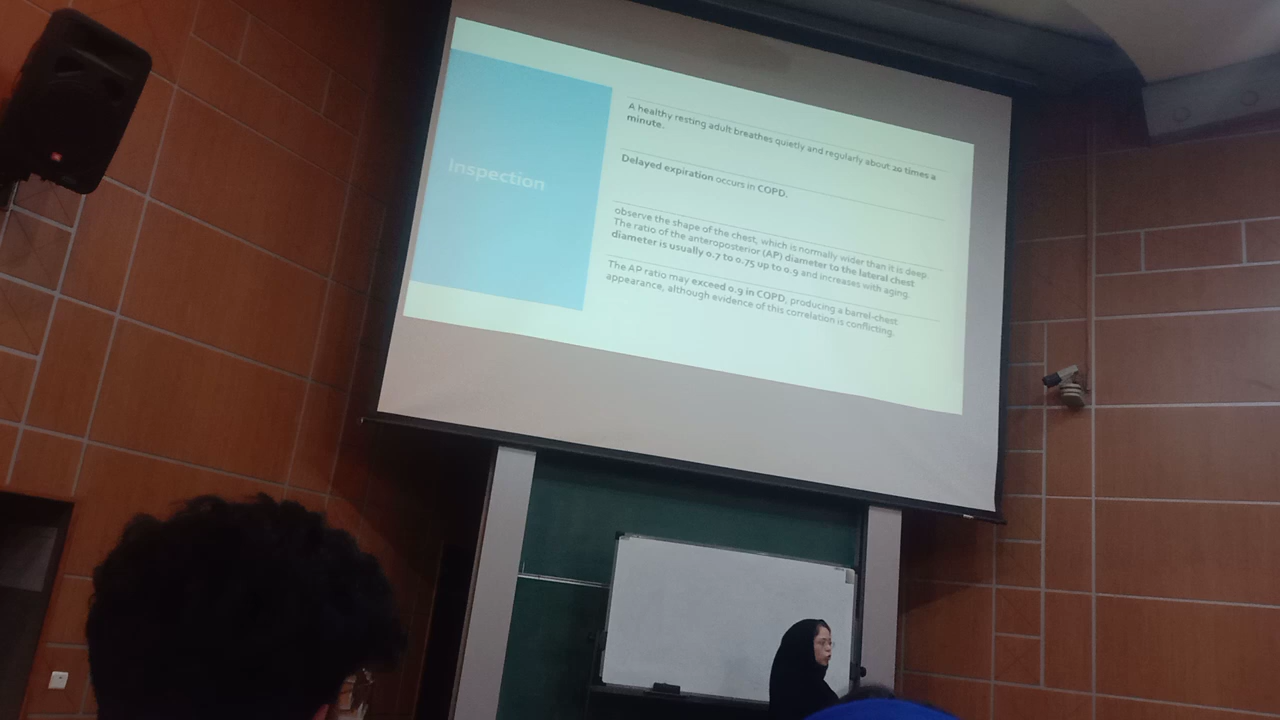 Inspection
A healthy resting adult breathes quietly and regularly about 20 times a
minute.
Delayed expiration occurs in COPD.
observe the shape of the chest, which is normally wider than it is deep.
The ratio of the anteroposterior (AP) diameter to the lateral chest
diameter is usually 0.7 to 0.75 up to 0.9 and increases with aging.
The AP ratio may exceed 0.9 in COPD, producing a barrel-chest
appearance, although evidence of this correlation is conflicting.